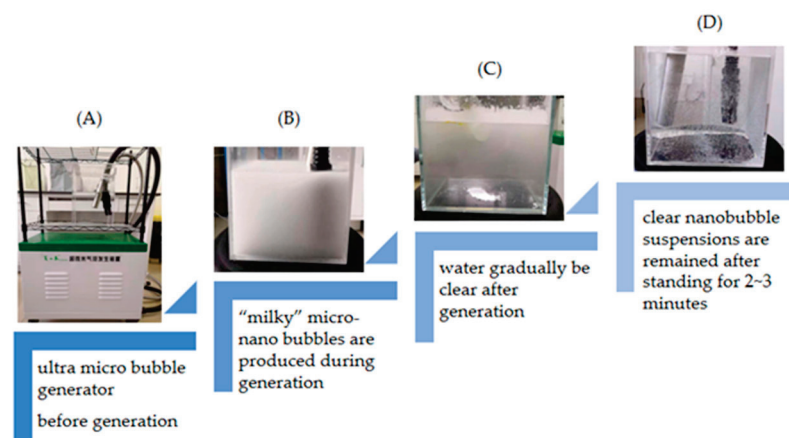 (A)
ultra micro bubble
generator
before generation
(B)
“milky” micro-
nano bubbles are
produced during
generation
(C)
water gradually be
clear after
generation
(D)
clear nanobubble
suspensions are
remained after
standing for 2~3
minutes